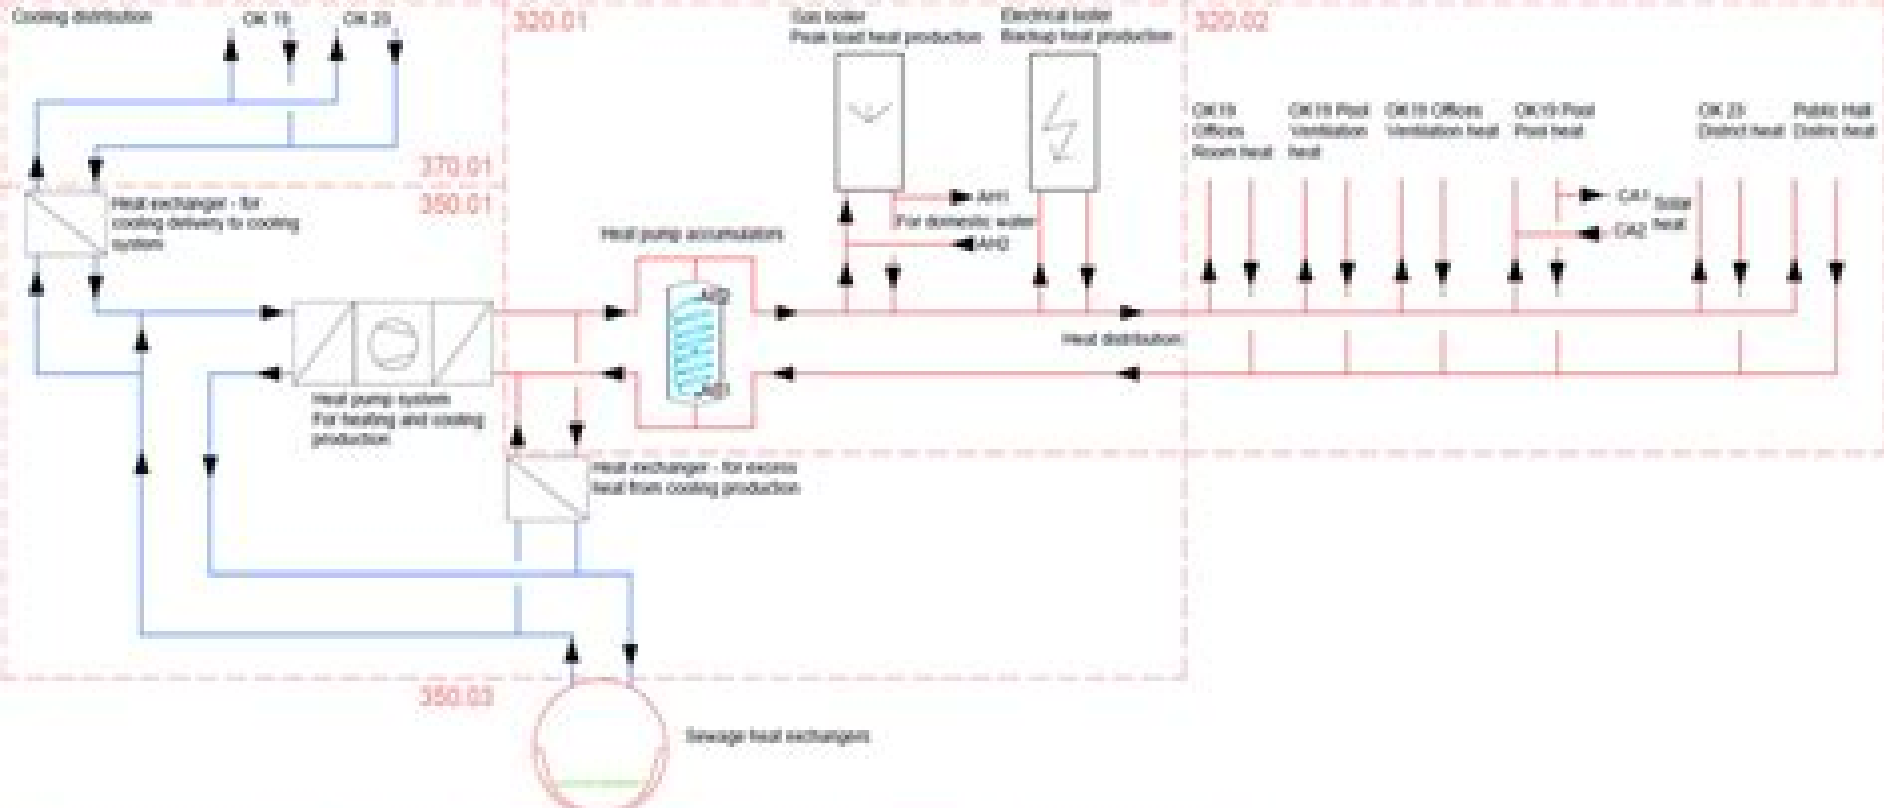 Cooling distribution
OK 19
OK 23
370.01
350.01
Heat exchanger - for
cooling delivery to cooling
system
Heat pump system
For heating and cooling
production
320.01
Gas boiler
Peak load heat production
Electrical boiler
Backup heat production
AH1
For domestic water
AH2
Heat pump accumulators
Heat distribution
Heat exchanger - for excess
heat from cooling production
320.02
OK19
Offices
Room heat
OK19 Pool
Ventilation
heat
OK19 Offices
Ventilation heat
OK19 Pool
Pool heat
CA1
CA2
Solar
heat
OK 23
District heat
Public Hall
Distric heat
350.03
Sewage heat exchangers